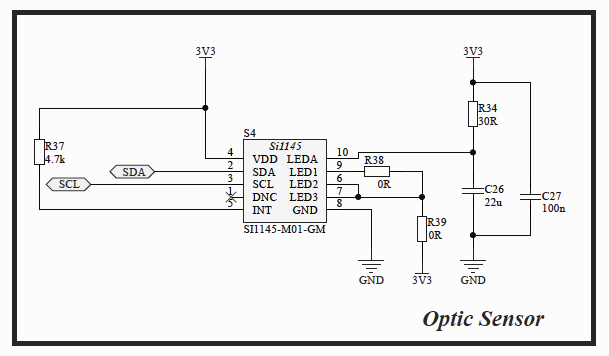 3V3
3V3
S4
Si1145
R37
4.7k
R34
30R
4 VDD LEDA 10
2 SDA LED1 9
3 SCL LED2 6
1 DNC LED3 7
5 INT GND 8
SI1145-M01-GM
SDA
SCL
R38
0R
C26
22u
C27
100n
R39
0R
GND
3V3
GND
Optic Sensor